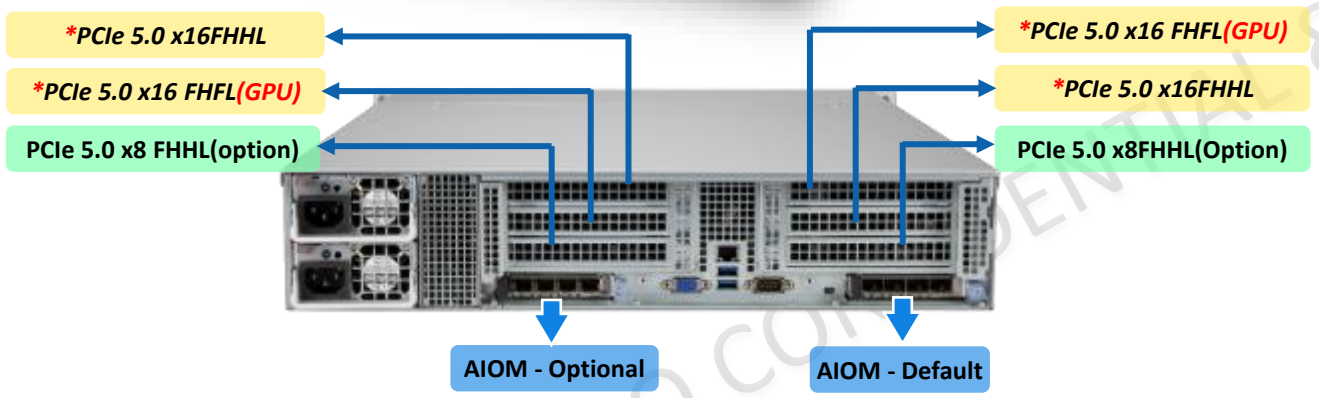 *PCIe 5.0 x16FHHL
*PCIe 5.0 x16 FHFL(GPU)
*PCIe 5.0 x16 FHFL(GPU)
*PCIe 5.0 x16FHHL
PCIe 5.0 x8 FHHL(option)
PCIe 5.0 x8FHHL(Option)
AIOM - Optional
AIOM - Default